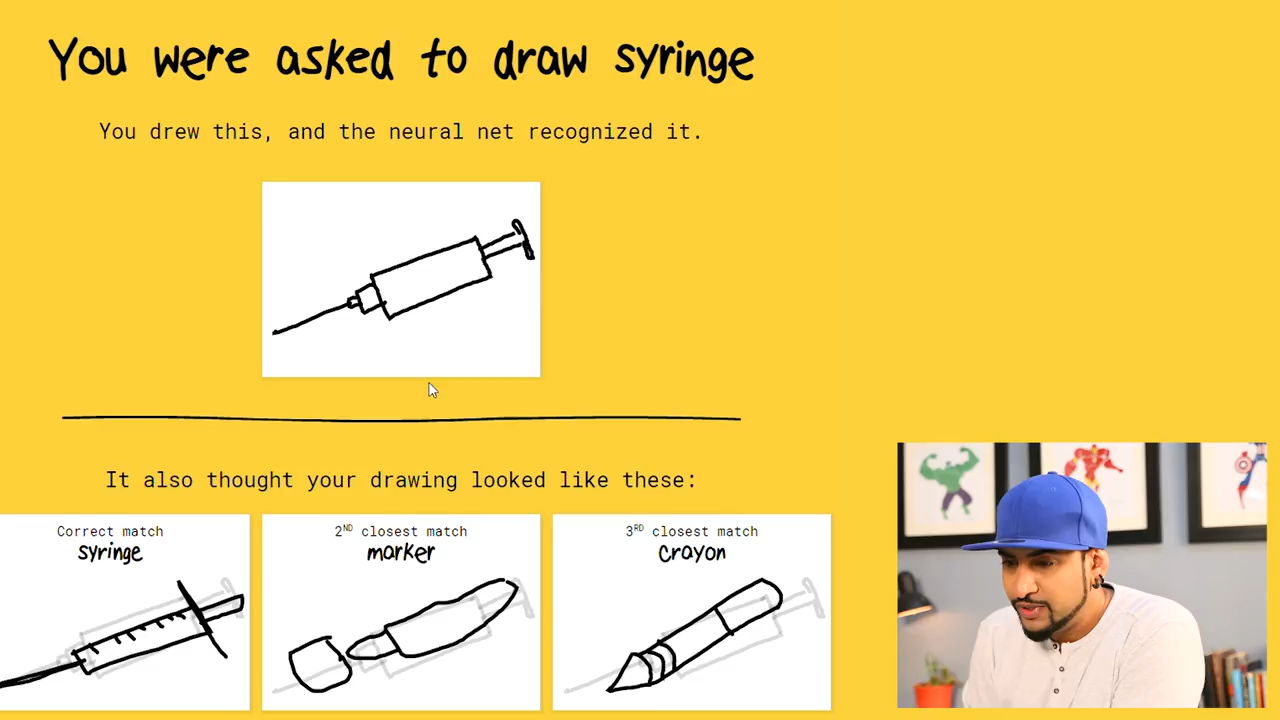 You were asked to draw syringe
You drew this, and the neural net recognized it.
It also thought your drawing looked like these:
Correct match
syringe
2ND closest match
marker
3RD closest match
crayon